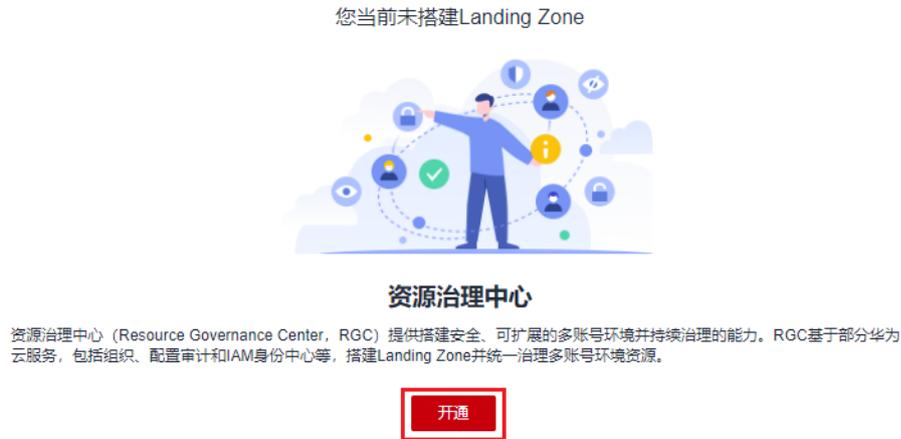 您当前未搭建Landing Zone
资源治理中心
资源治理中心（Resource Governance Center，RGC）提供搭建安全、可扩展的多账号环境并持续治理的能力。RGC基于部分华为
云服务，包括组织、配置审计和IAM身份中心等，搭建Landing Zone并统一治理多账号环境资源。
开通